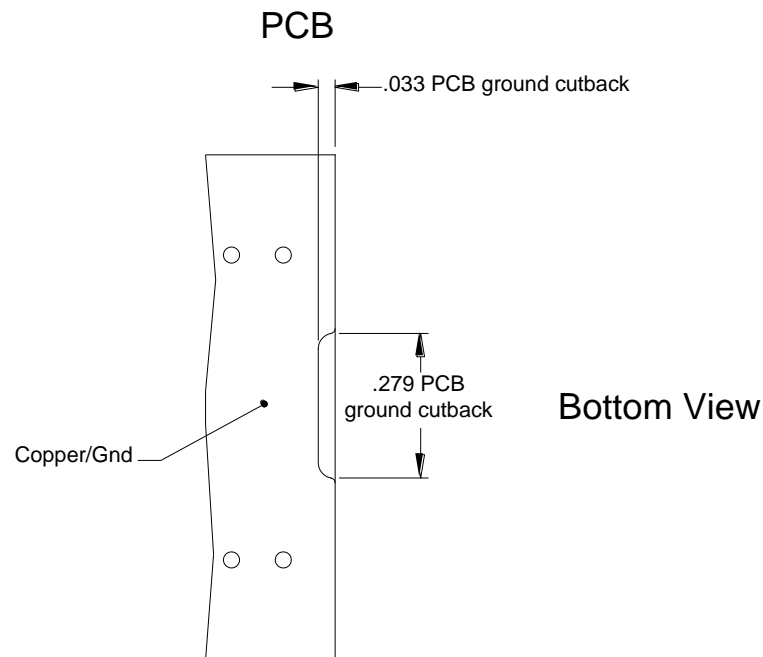 PCB
.033 PCB ground cutback
.279 PCB
ground cutback
Bottom View
Copper/Gnd